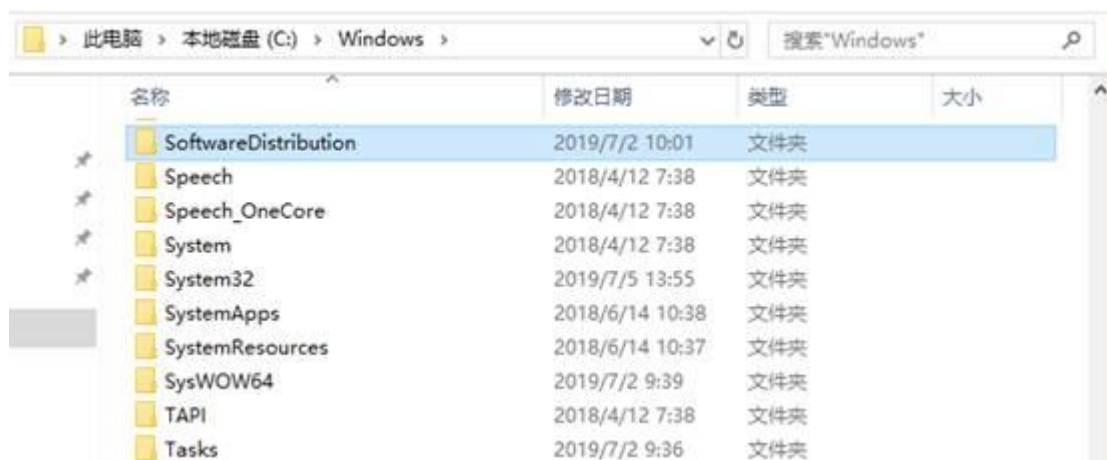 此电脑 › 本地磁盘 (C:) › Windows ›
搜索"Windows"
名称 修改日期 类型 大小
SoftwareDistribution 2019/7/2 10:01 文件夹
Speech 2018/4/12 7:38 文件夹
Speech_OneCore 2018/4/12 7:38 文件夹
System 2018/4/12 7:38 文件夹
System32 2019/7/5 13:55 文件夹
SystemApps 2018/6/14 10:38 文件夹
SystemResources 2018/6/14 10:37 文件夹
SysWOW64 2019/7/2 9:39 文件夹
TAPI 2018/4/12 7:38 文件夹
Tasks 2019/7/2 9:36 文件夹